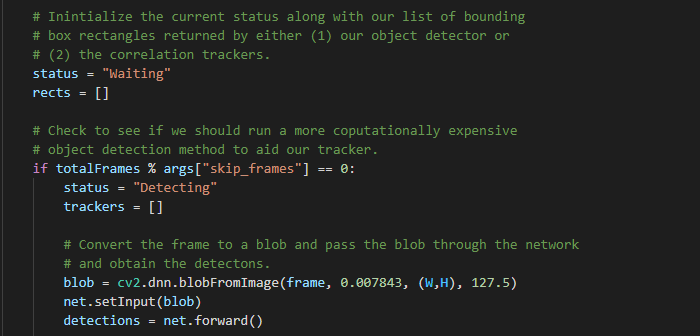 # Inintialize the current status along with our list of bounding
# box rectangles returned by either (1) our object detector or
# (2) the correlation trackers.
status = "Waiting"
rects = []
# Check to see if we should run a more coputationally expensive
# object detection method to aid our tracker.
if totalFrames % args["skip_frames"] == 0:
status = "Detecting"
trackers = []
# Convert the frame to a blob and pass the blob through the network
# and obtain the detectons.
blob = cv2.dnn.blobFromImage(frame, 0.007843, (W,H), 127.5)
net.setInput(blob)
detections = net.forward()